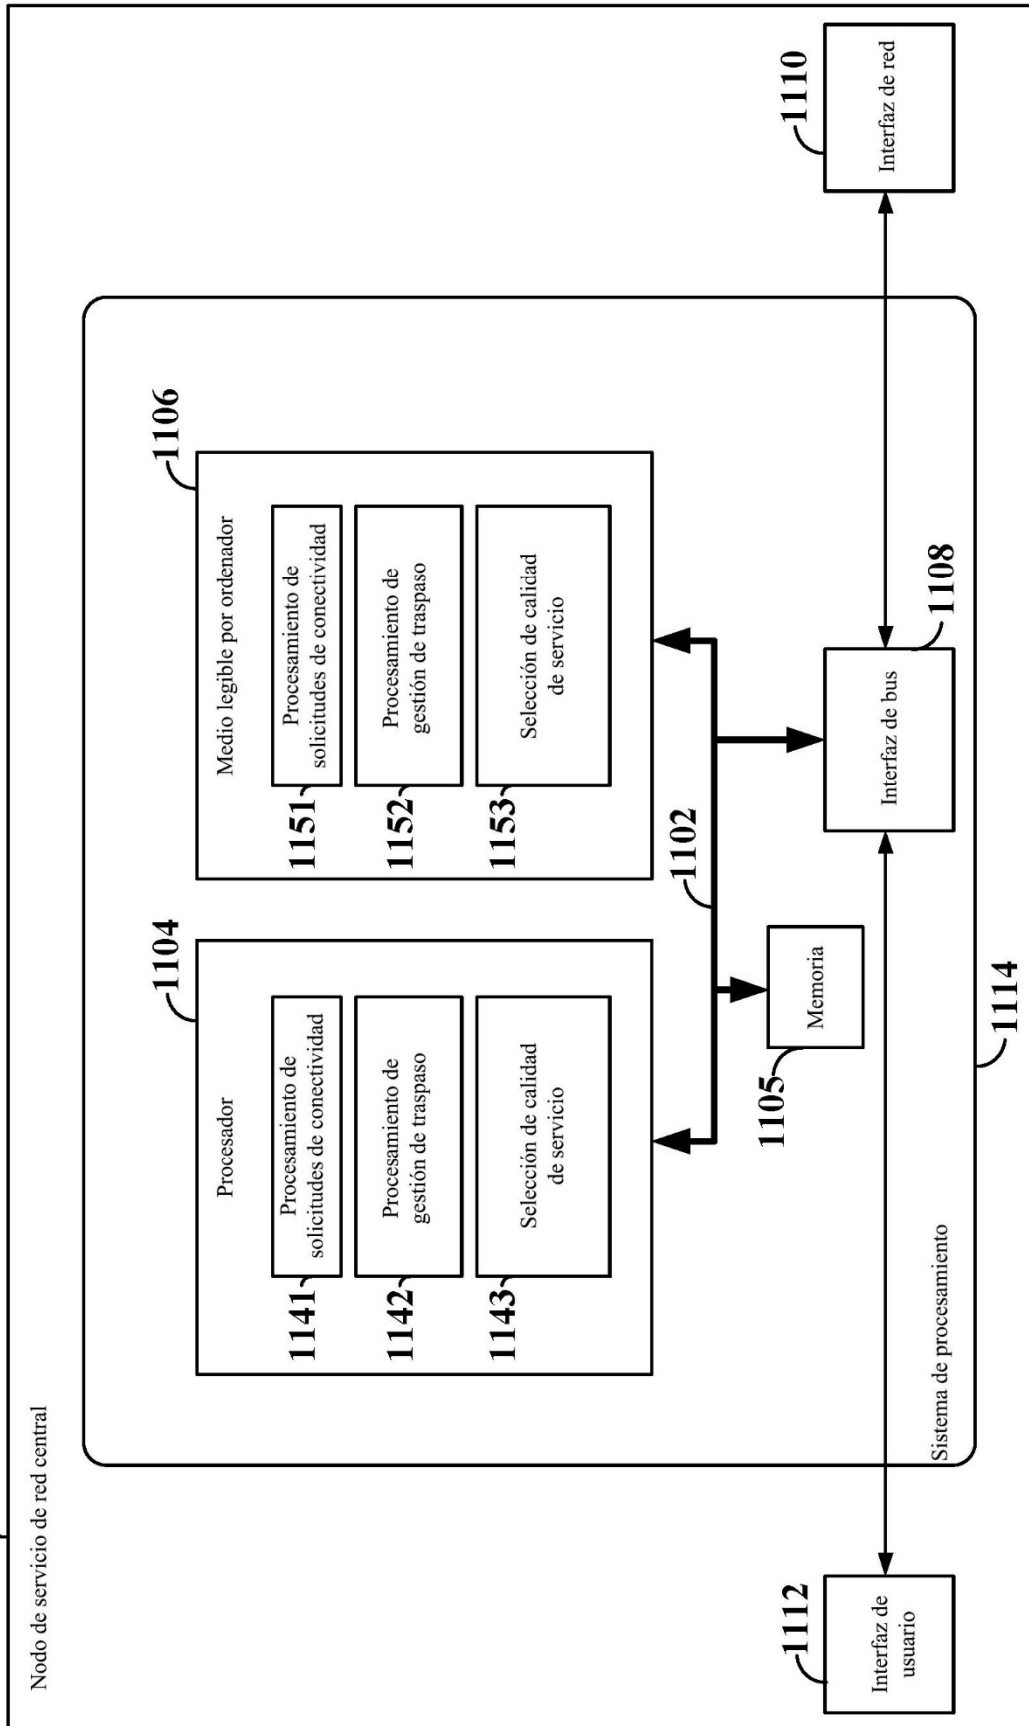 Nodo de servicio de red central
1104
Procesador
1141
Procesamiento de
solicitudes de conectividad
1142
Procesamiento de
gestión de traspaso
1143
Selección de calidad
de servicio
1106
Medio legible por ordenador
1151
Procesamiento de
solicitudes de conectividad
1152
Procesamiento de
gestión de traspaso
1153
Selección de calidad
de servicio
1102
1105
Memoria
1112
Interfaz de
usuario
Interfaz de bus
1108
1110
Interfaz de red
Sistema de procesamiento
1114